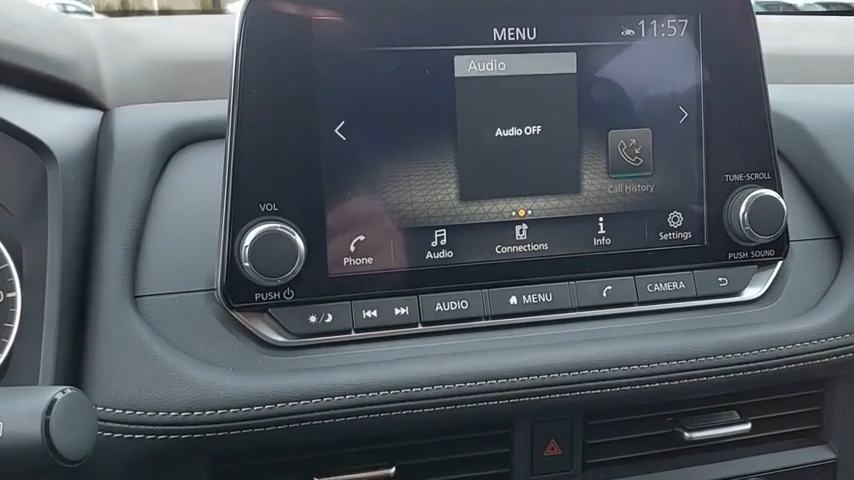 MENU
11:57
Audio
Audio OFF
Call History
Phone
Audio
Connections
Info
Settings
VOL
PUSH
TUNE·SCROLL
PUSH SOUND
AUDIO
MENU
CAMERA